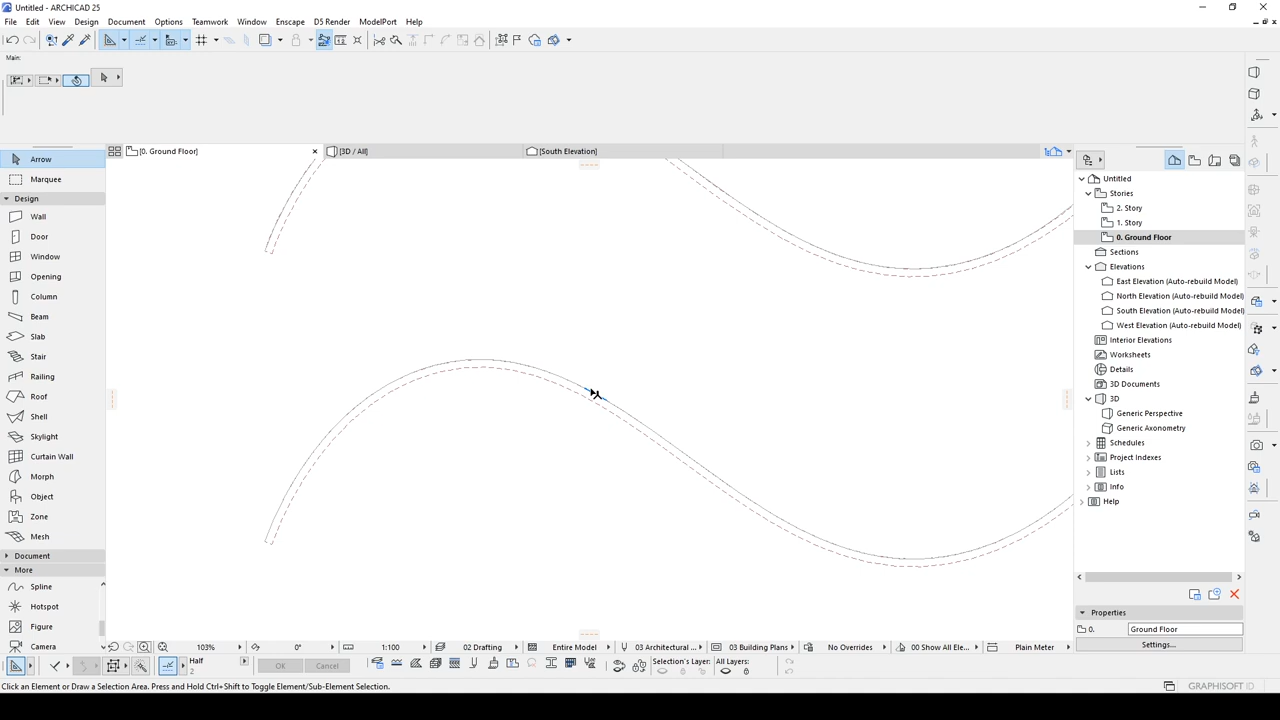 Untitled - ARCHICAD 25
File Edit View Design Document Options Teamwork Window Enscape D5 Render ModelPort Help
Main:
[0. Ground Floor] [3D / All] [South Elevation]
Arrow
Marquee
Design
Wall
Door
Window
Opening
Column
Beam
Slab
Stair
Railing
Roof
Shell
Skylight
Curtain Wall
Morph
Object
Zone
Mesh
Document
More
Spline
Hotspot
Figure
Camera
Untitled
Stories
2. Story
1. Story
0. Ground Floor
Sections
Elevations
East Elevation (Auto-rebuild Model)
North Elevation (Auto-rebuild Model)
South Elevation (Auto-rebuild Model)
West Elevation (Auto-rebuild Model)
Interior Elevations
Worksheets
Details
3D Documents
3D
Generic Perspective
Generic Axonometry
Schedules
Project Indexes
Lists
Info
Help
Properties
0. Ground Floor
Settings...
103% 0° 1:100 02 Drafting Entire Model 03 Architectural ... 03 Building Plans No Overrides 00 Show All Ele... Plain Meter
Half
2
OK Cancel Selection's Layer: All Layers:
Click an Element or Draw a Selection Area. Press and Hold Ctrl+Shift to Toggle Element/Sub-Element Selection.
GRAPHISOFT ID